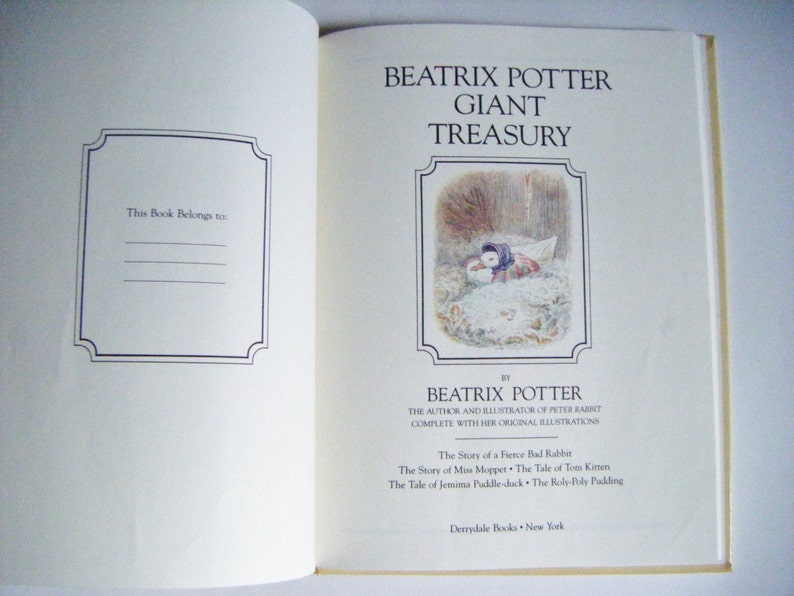 This Book Belongs to:
BEATRIX POTTER
GIANT
TREASURY
BY
BEATRIX POTTER
THE AUTHOR AND ILLUSTRATOR OF PETER RABBIT
COMPLETE WITH HER ORIGINAL ILLUSTRATIONS
The Story of a Fierce Bad Rabbit
The Story of Miss Moppet • The Tale of Tom Kitten
The Tale of Jemima Puddle-duck • The Roly-Poly Pudding
Derrydale Books • New York